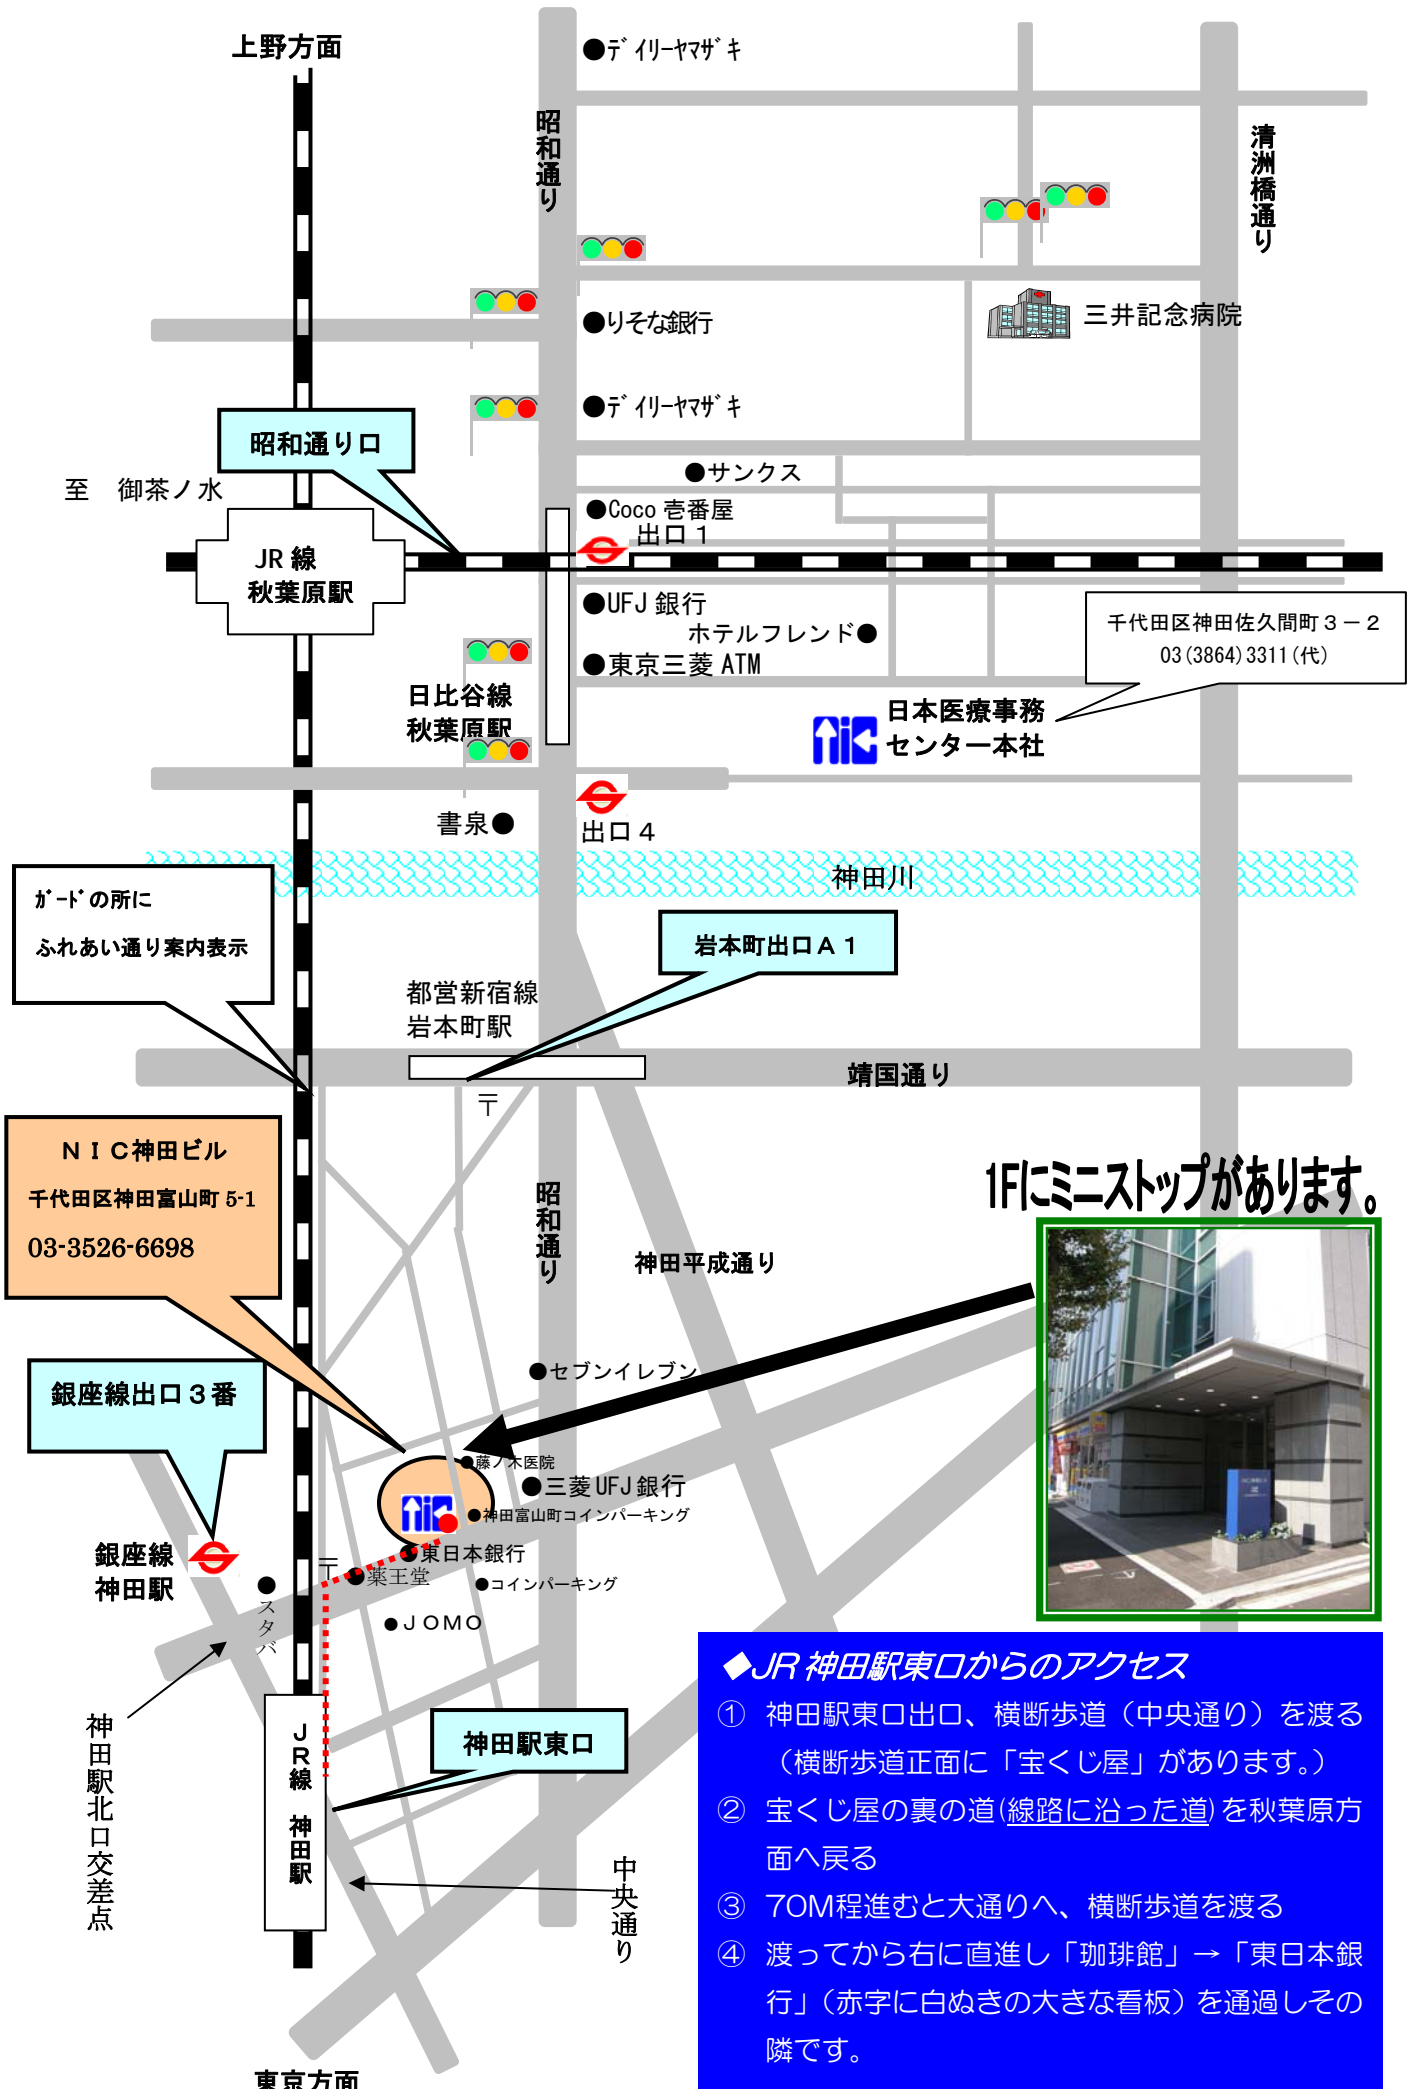 上野方面
●ﾃﾞｲﾘｰﾔﾏｻﾞｷ
昭和通り
清洲橋通り
●りそな銀行
三井記念病院
●ﾃﾞｲﾘｰﾔﾏｻﾞｷ
昭和通り口
●サンクス
至　御茶ノ水
●Coco 壱番屋
出口１
JR 線
秋葉原駅
●UFJ 銀行
ホテルフレンド●
●東京三菱 ATM
千代田区神田佐久間町３－２
03(3864)3311(代)
日比谷線
秋葉原駅
nic
日本医療事務
センター本社
書泉●
出口４
神田川
ｶﾞｰﾄﾞの所に
ふれあい通り案内表示
岩本町出口Ａ１
都営新宿線
岩本町駅
靖国通り
〒
ＮＩＣ神田ビル
千代田区神田富山町 5-1
03-3526-6698
1Fにミニストップがあります。
昭和通り
神田平成通り
●セブンイレブン
銀座線出口３番
●藤ノ木医院
●三菱UFJ銀行
nic
●神田富山町コインパーキング
銀座線
神田駅
●東日本銀行
〒
●薬王堂
●コインパーキング
●スタバ
●ＪＯＭＯ
神田駅北口交差点
ＪＲ線　神田駅
神田駅東口
中央通り
東京方面
◆JR 神田駅東口からのアクセス
① 神田駅東口出口、横断歩道（中央通り）を渡る
（横断歩道正面に「宝くじ屋」があります。）
② 宝くじ屋の裏の道(線路に沿った道)を秋葉原方
面へ戻る
③ 70M程進むと大通りへ、横断歩道を渡る
④ 渡ってから右に直進し「珈琲館」→「東日本銀
行」（赤字に白ぬきの大きな看板）を通過しその
隣です。